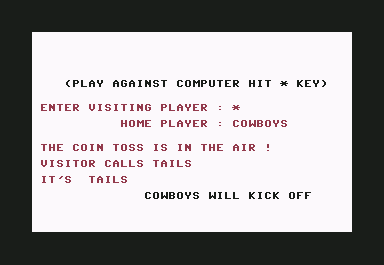 (PLAY AGAINST COMPUTER HIT * KEY)
ENTER VISITING PLAYER : *
HOME PLAYER : COWBOYS
THE COIN TOSS IS IN THE AIR !
VISITOR CALLS TAILS
IT'S  TAILS
COWBOYS WILL KICK OFF